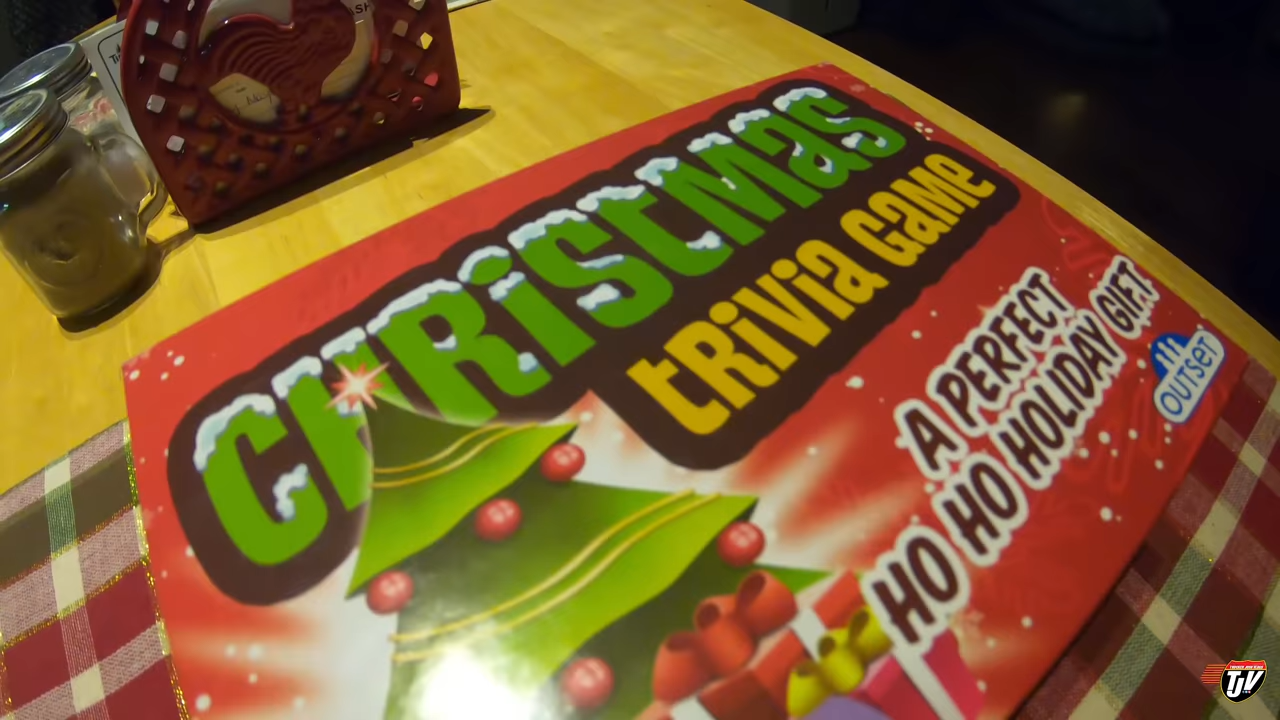 CHRISTMAS
TRIVIA GAME
A PERFECT
HO HO HOLIDAY GIFT
OUTSET
TJV